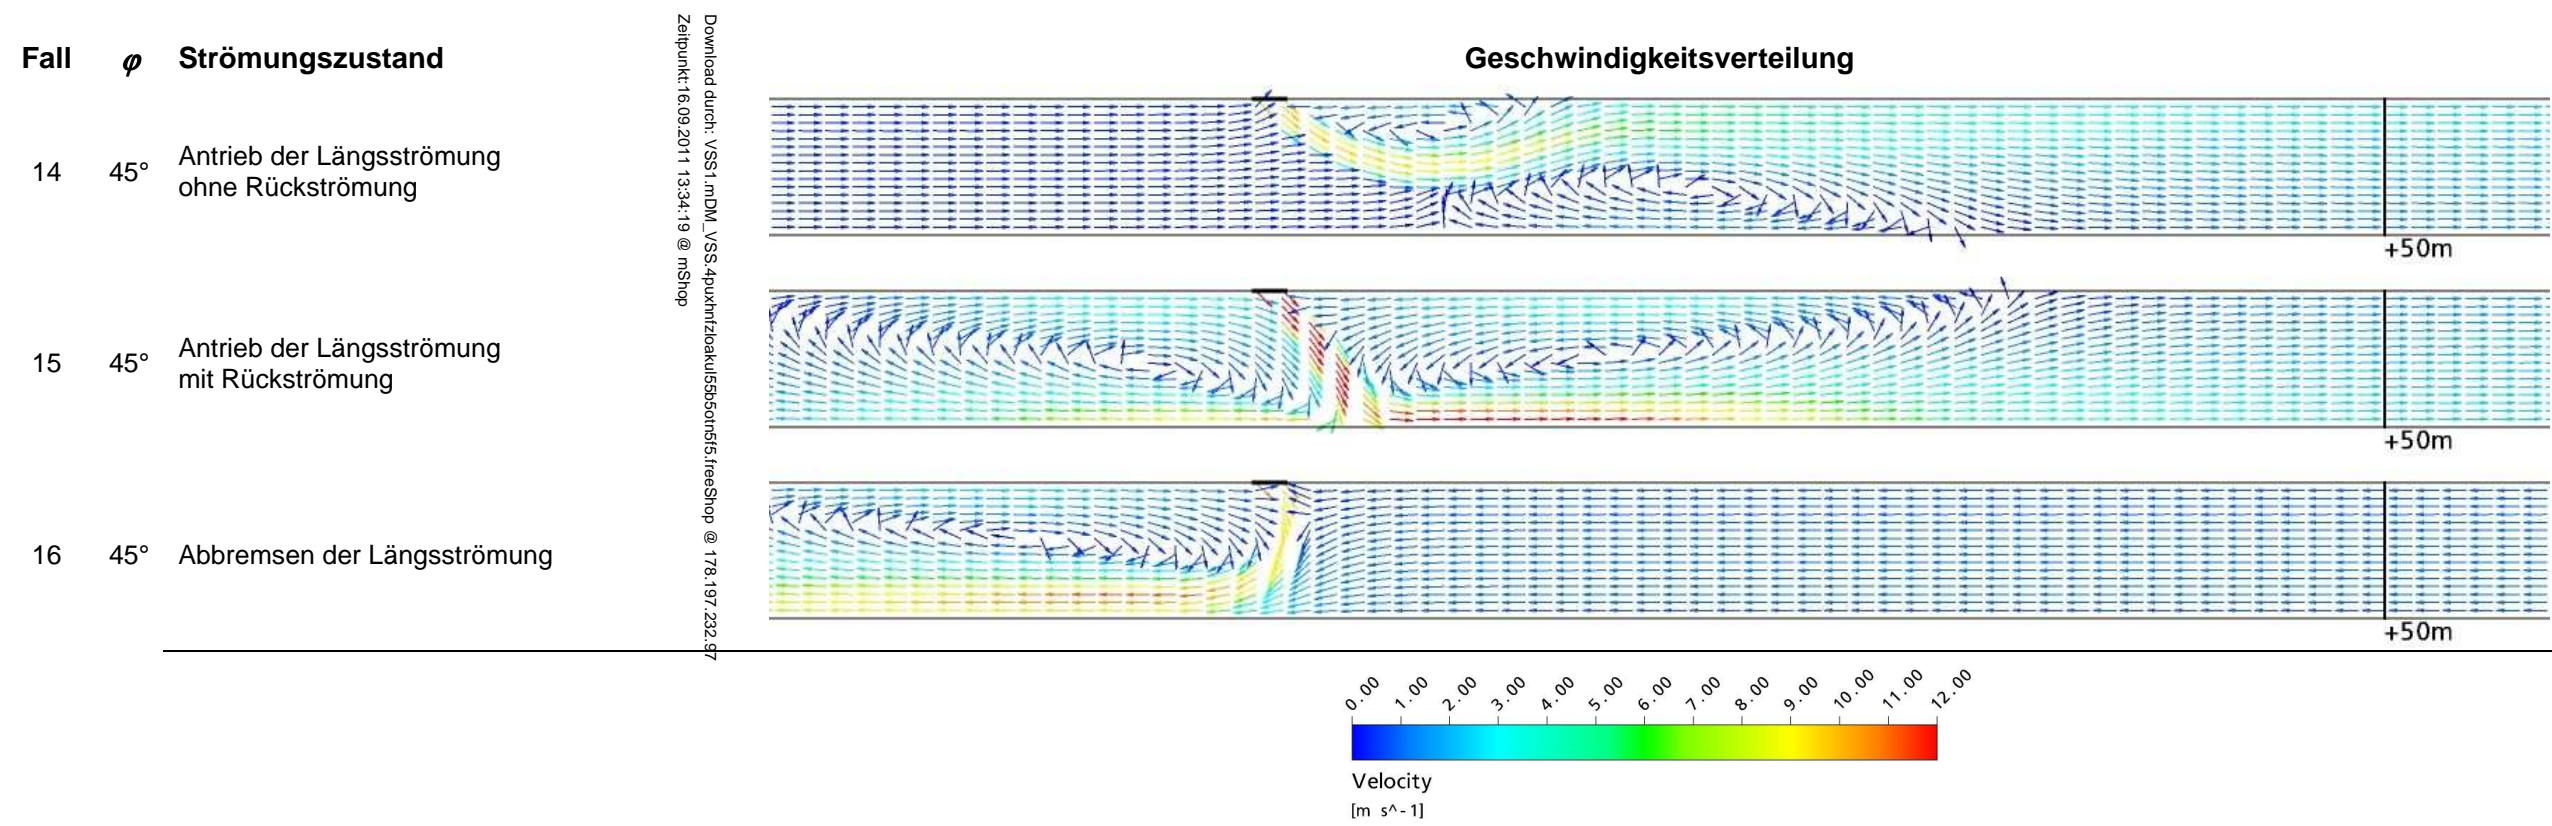 Fall φ Strömungszustand Geschwindigkeitsverteilung
14 45° Antrieb der Längsströmung
ohne Rückströmung
+50m
15 45° Antrieb der Längsströmung
mit Rückströmung
+50m
16 45° Abbremsen der Längsströmung
+50m
Download durch: VSS1.mDM_VSS.4puxhnfzloakul55b5otn5ff5.freeShop @ 178.197.232.97
Zeitpunkt:16.09.2011 13:34:19 @ mShop
0.00 1.00 2.00 3.00 4.00 5.00 6.00 7.00 8.00 9.00 10.00 11.00 12.00
Velocity
[m s^-1]